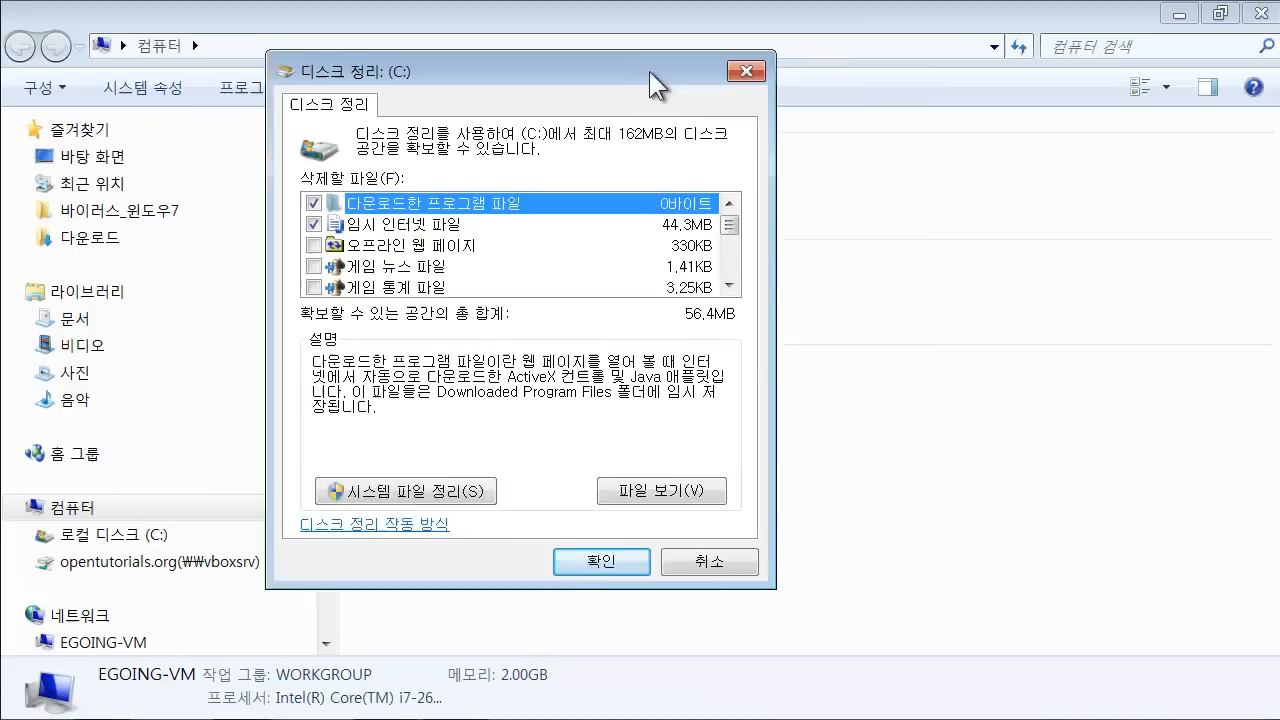 컴퓨터
컴퓨터 검색
구성
시스템 속성
프로그
디스크 정리: (C:)
디스크 정리
디스크 정리를 사용하여 (C:)에서 최대 162MB의 디스크
공간을 확보할 수 있습니다.
삭제할 파일(F):
다운로드한 프로그램 파일 0바이트
임시 인터넷 파일 44.3MB
오프라인 웹 페이지 330KB
게임 뉴스 파일 1.41KB
게임 통계 파일 3.25KB
확보할 수 있는 공간의 총 합계: 56.4MB
설명
다운로드한 프로그램 파일이란 웹 페이지를 열어 볼 때 인터
넷에서 자동으로 다운로드한 ActiveX 컨트롤 및 Java 애플릿입
니다. 이 파일들은 Downloaded Program Files 폴더에 임시 저
장됩니다.
시스템 파일 정리(S)
파일 보기(V)
디스크 정리 작동 방식
확인
취소
즐겨찾기
바탕 화면
최근 위치
바이러스_윈도우7
다운로드
라이브러리
문서
비디오
사진
음악
홈 그룹
컴퓨터
로컬 디스크 (C:)
opentutorials.org(₩₩vboxsrv)
네트워크
EGOING-VM
EGOING-VM 작업 그룹: WORKGROUP 메모리: 2.00GB
프로세서: Intel(R) Core(TM) i7-26...